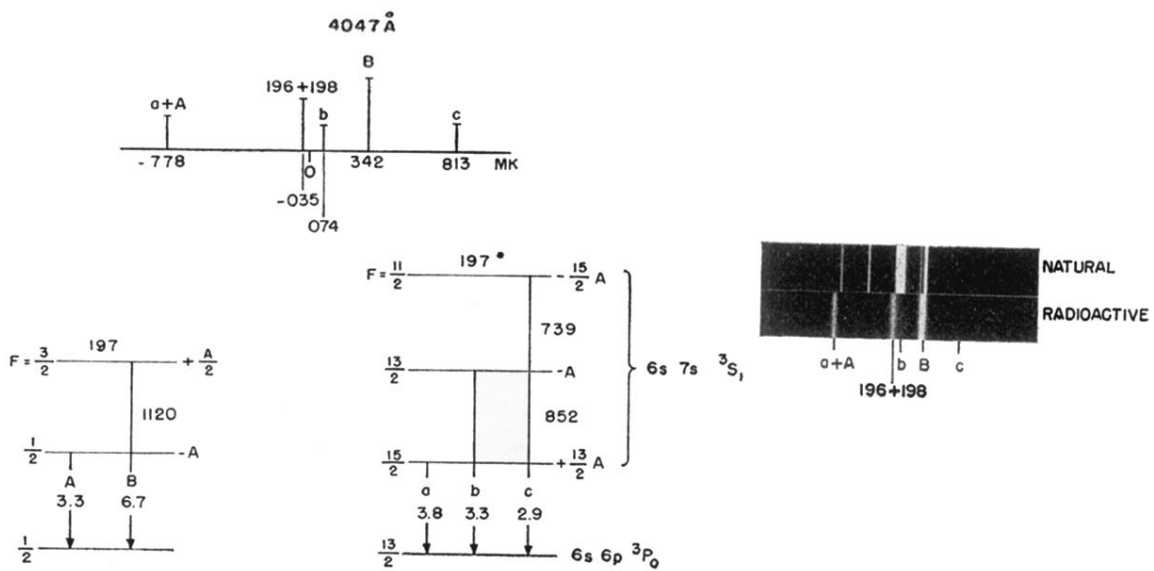 4047Å
B
196+198
a+A
b
c
-778
0
342
813
MK
-035
074
197
F = 3/2
+ A/2
1120
1/2
-A
A
B
3.3
6.7
1/2
197*
F = 11/2
- 15/2 A
739
13/2
-A
6s 7s ³S₁
852
15/2
+ 13/2 A
a
b
c
3.8
3.3
2.9
13/2
6s 6p ³P₀
NATURAL
RADIOACTIVE
a+A
b
B
c
196+198